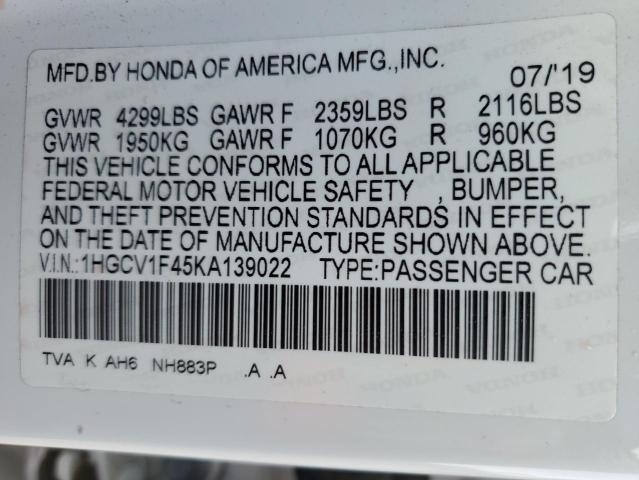 MFD.BY HONDA OF AMERICA MFG.,INC. 07/'19
GVWR 4299LBS GAWR F 2359LBS R 2116LBS
GVWR 1950KG GAWR F 1070KG R 960KG
THIS VEHICLE CONFORMS TO ALL APPLICABLE
FEDERAL MOTOR VEHICLE SAFETY , BUMPER,
AND THEFT PREVENTION STANDARDS IN EFFECT
ON THE DATE OF MANUFACTURE SHOWN ABOVE.
V.I.N.:1HGCV1F45KA139022 TYPE:PASSENGER CAR
TVA K AH6 NH883P .A .A
HONDA HONDA